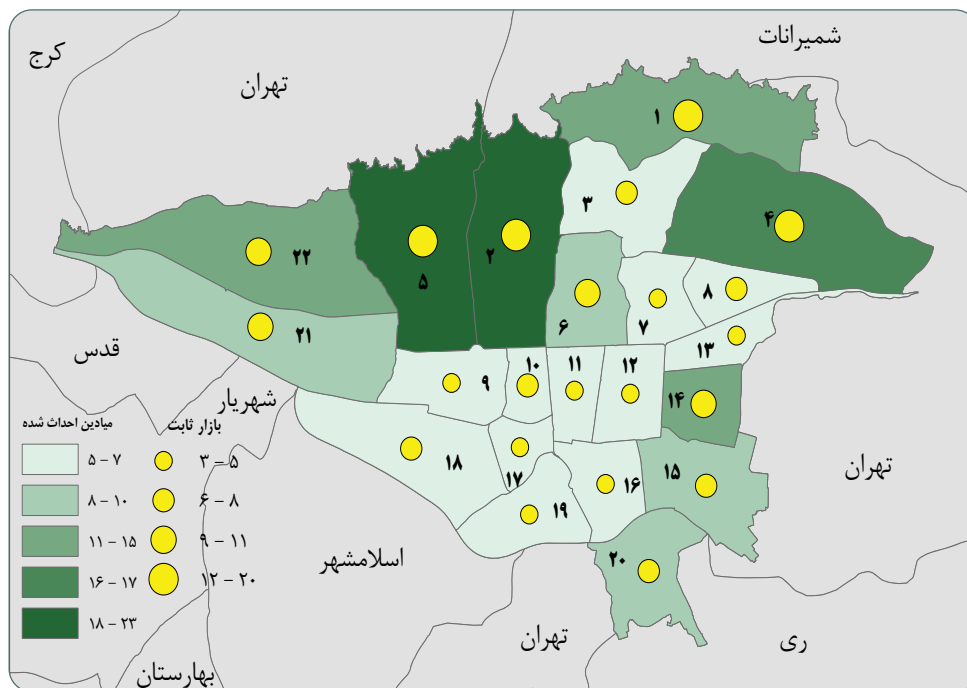 شمیرانات
کرج
تهران
۱
۳
۴
۲۲
۲
۵
۸
۲۱
۶
۷
۱۳
قدس
۱۲
۱۱
۱۰
۹
شهریار
۱۴
میادین احداث شده
بازار ثابت
۵ – ۷
۳ – ۵
۸ – ۱۰
۶ – ۸
۱۱ – ۱۵
۹ – ۱۱
۱۶ – ۱۷
۱۲ – ۲۰
۱۸ – ۲۳
۱۸
۱۷
۱۶
۱۵
تهران
۱۹
۲۰
اسلامشهر
تهران
ری
بهارستان